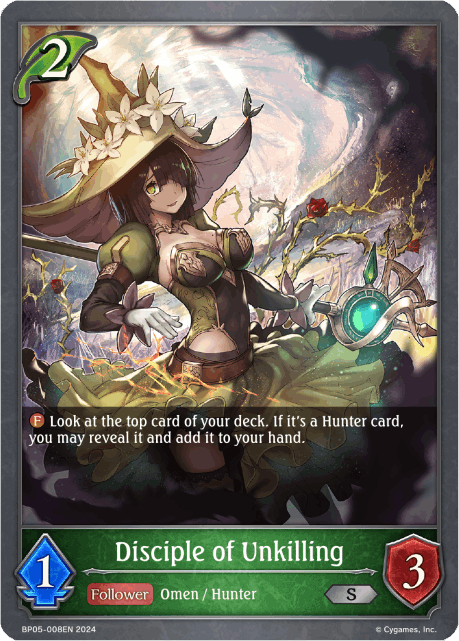 2
F Look at the top card of your deck. If it's a Hunter card,
you may reveal it and add it to your hand.
Disciple of Unkilling
1
Follower Omen / Hunter S
3
BP05-008EN 2024 © Cygames, Inc.